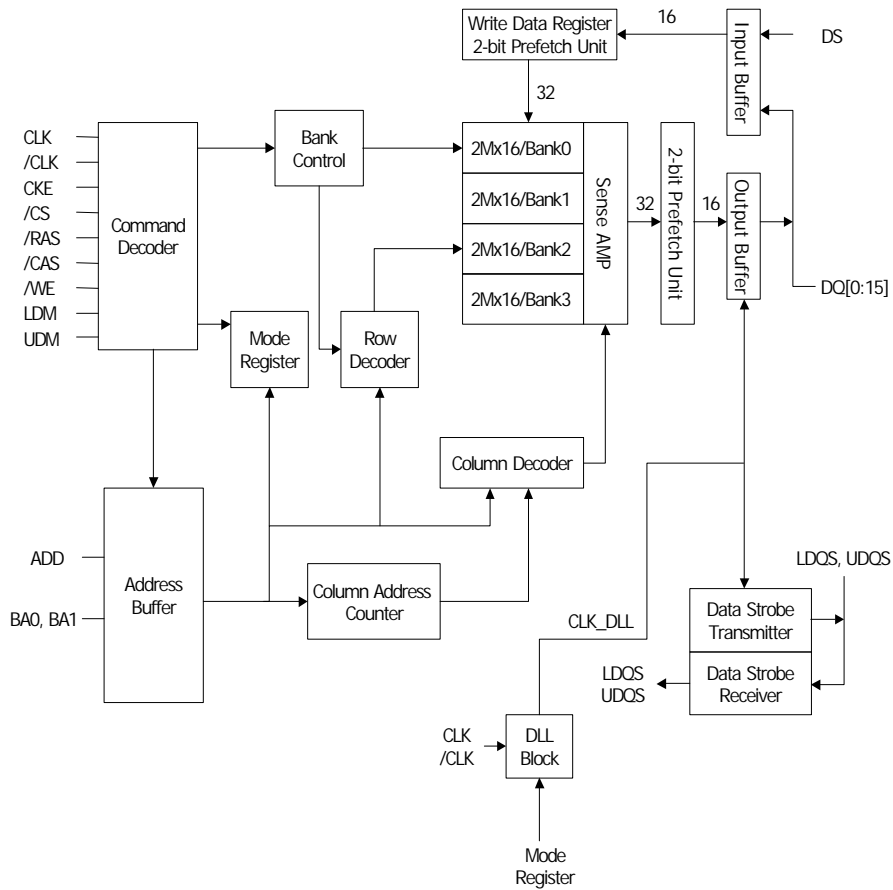 Write Data Register
2-bit Prefetch Unit
16
Input Buffer
DS
32
CLK
/CLK
CKE
/CS
/RAS
/CAS
/WE
LDM
UDM
Command
Decoder
Bank
Control
2Mx16/Bank0
2Mx16/Bank1
2Mx16/Bank2
2Mx16/Bank3
Sense AMP
32
2-bit Prefetch Unit
16
Output Buffer
DQ[0:15]
Mode
Register
Row
Decoder
Column Decoder
ADD
BA0, BA1
Address
Buffer
Column Address
Counter
CLK_DLL
LDQS, UDQS
Data Strobe
Transmitter
Data Strobe
Receiver
LDQS
UDQS
CLK
/CLK
DLL
Block
Mode
Register